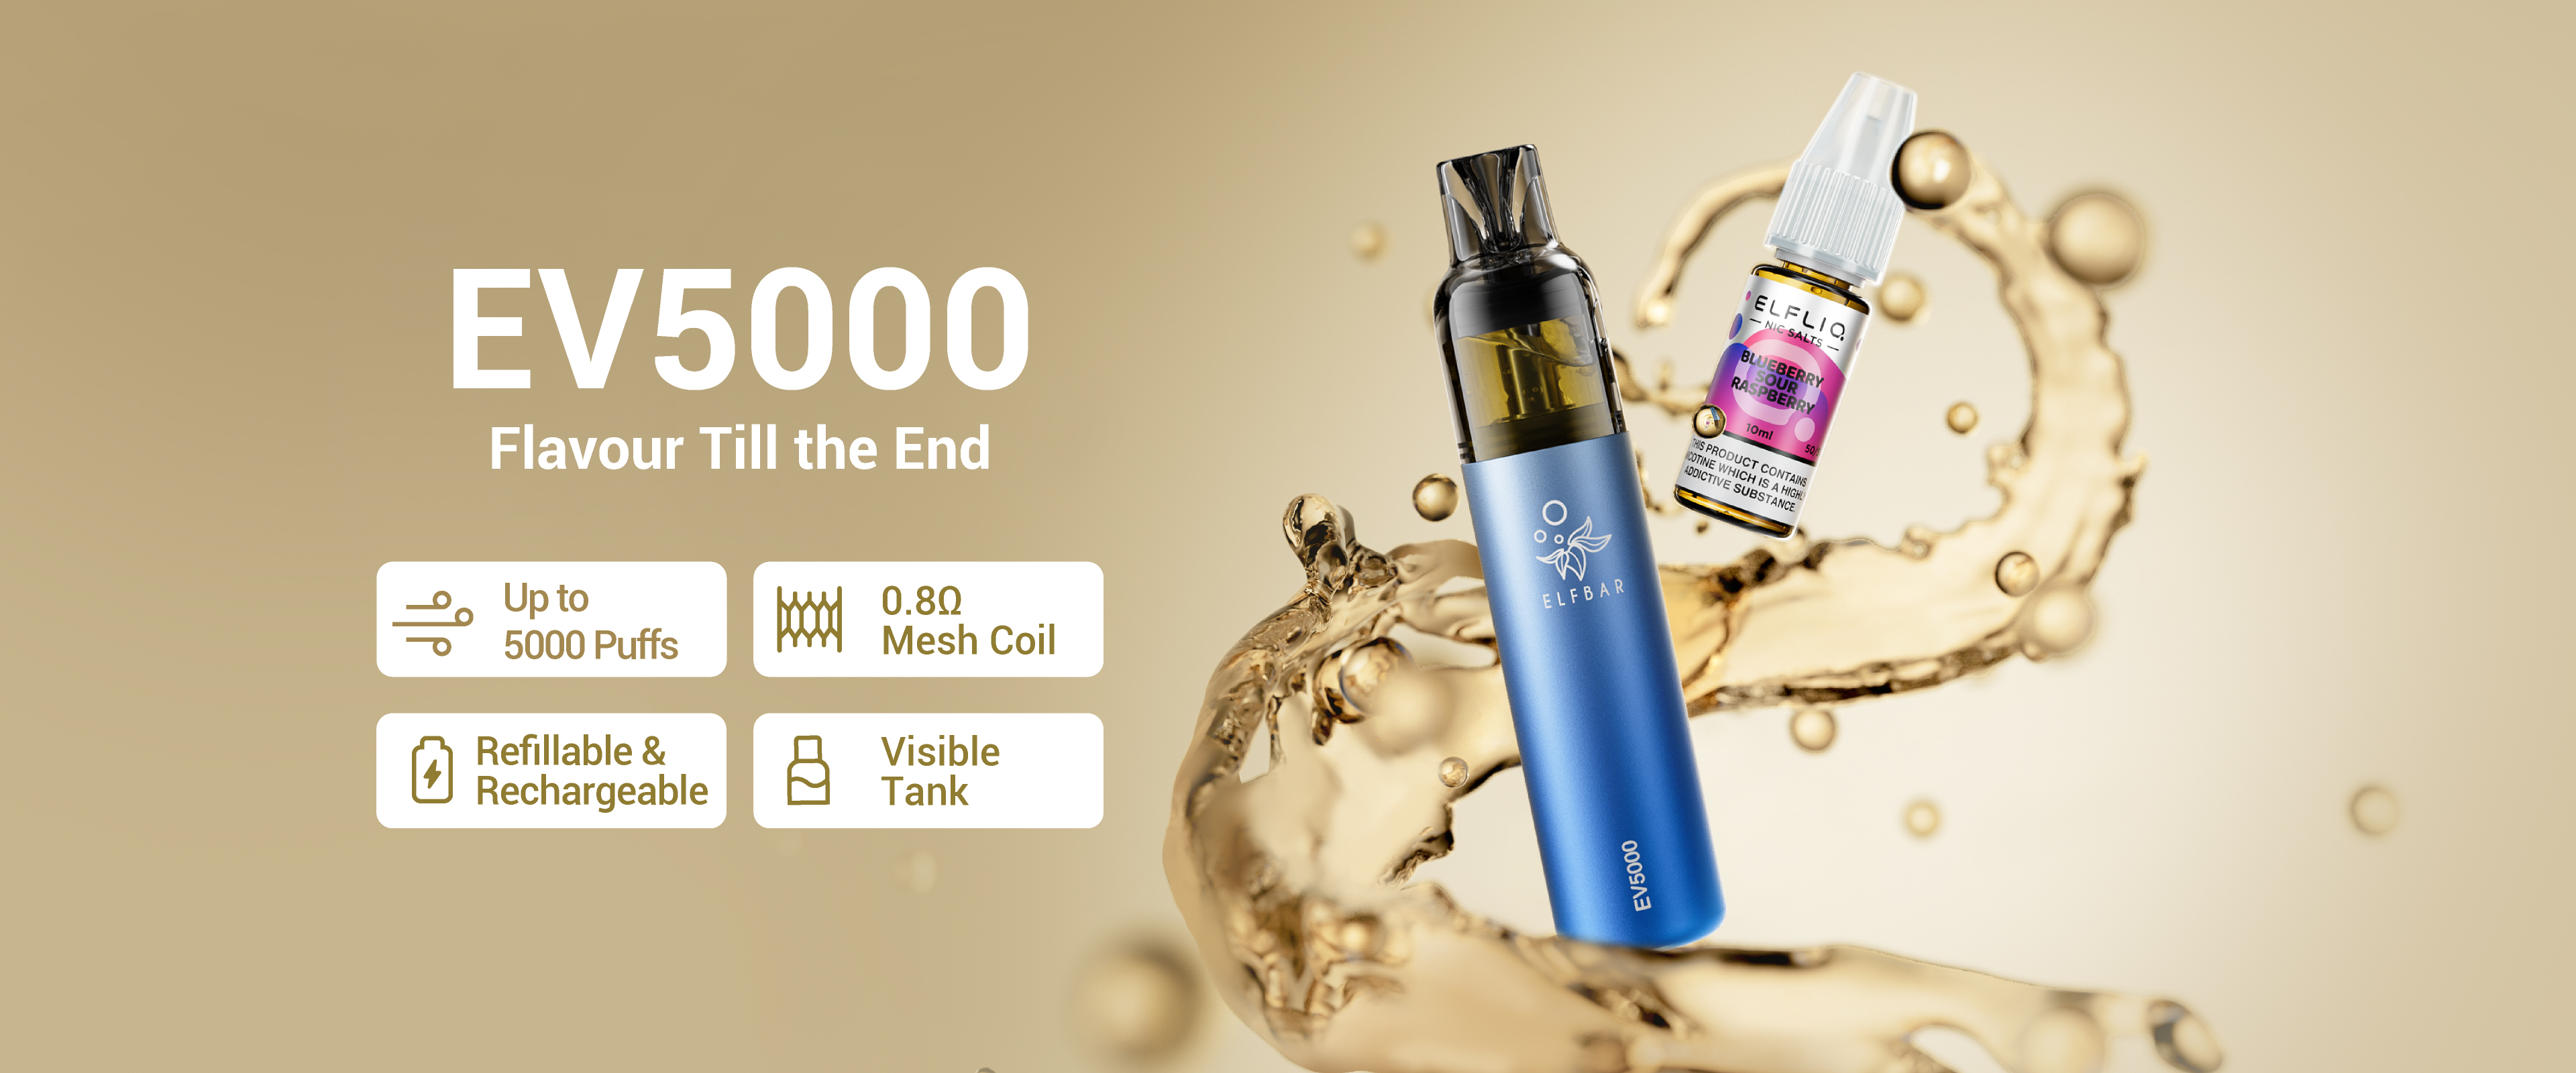 EV5000
Flavour Till the End
Up to
5000 Puffs
0.8Ω
Mesh Coil
Refillable &
Rechargeable
Visible
Tank
ELFBAR
EV5000
ELFLIQ
NIC SALTS
BLUEBERRY
SOUR
RASPBERRY
10ml
THIS PRODUCT CONTAINS
WHICH IS A
ADDICTIVE SUBSTANCE.